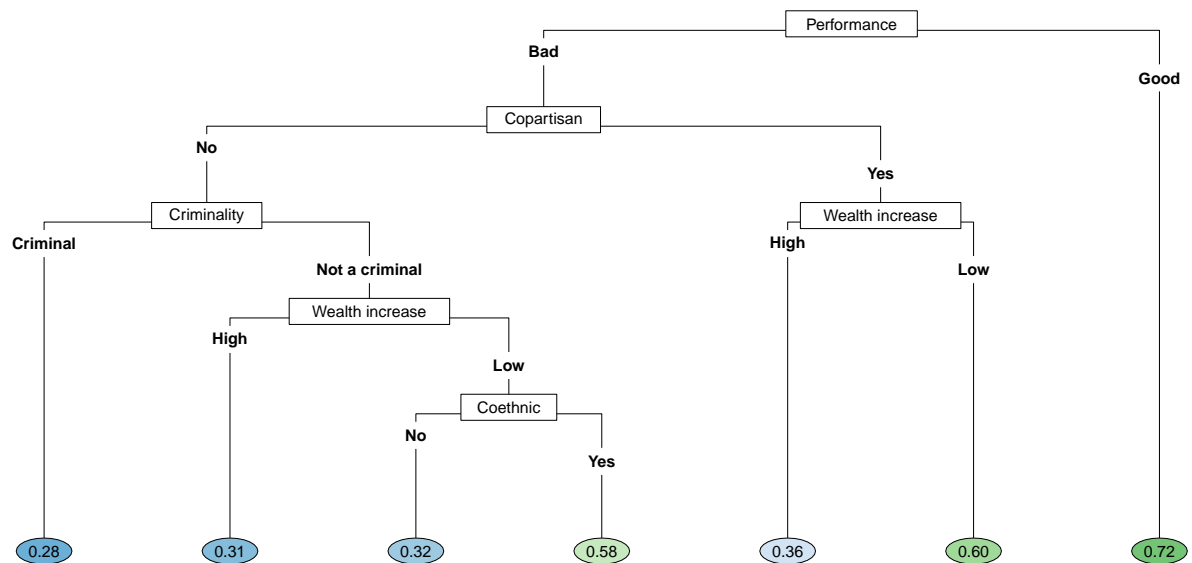 Performance
Bad
Good
Copartisan
No
Yes
Criminality
Wealth increase
Criminal
High
Not a criminal
Low
Wealth increase
High
Low
Coethnic
No
Yes
0.28
0.31
0.32
0.58
0.36
0.60
0.72